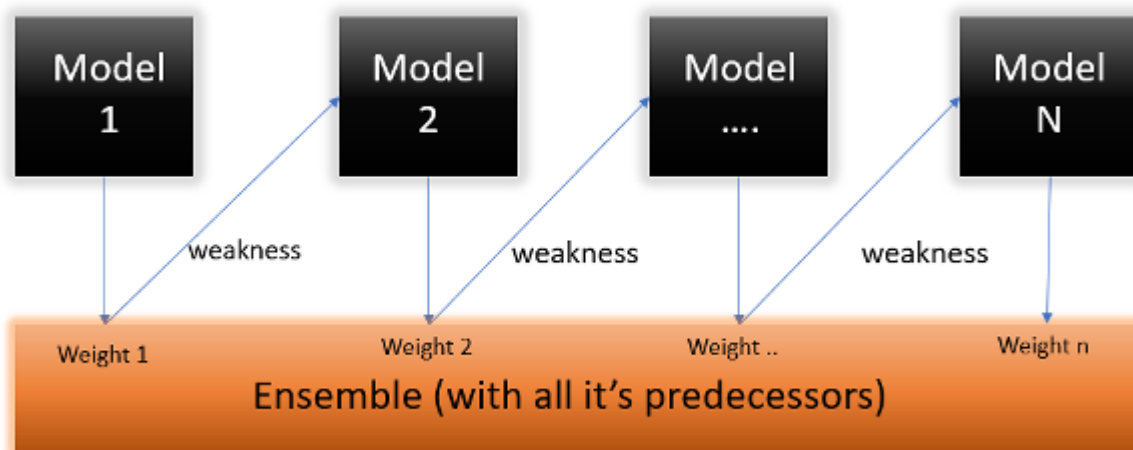 Model
1
Model
2
Model
....
Model
N
weakness
weakness
weakness
Weight 1
Weight 2
Weight ..
Weight n
Ensemble (with all it’s predecessors)